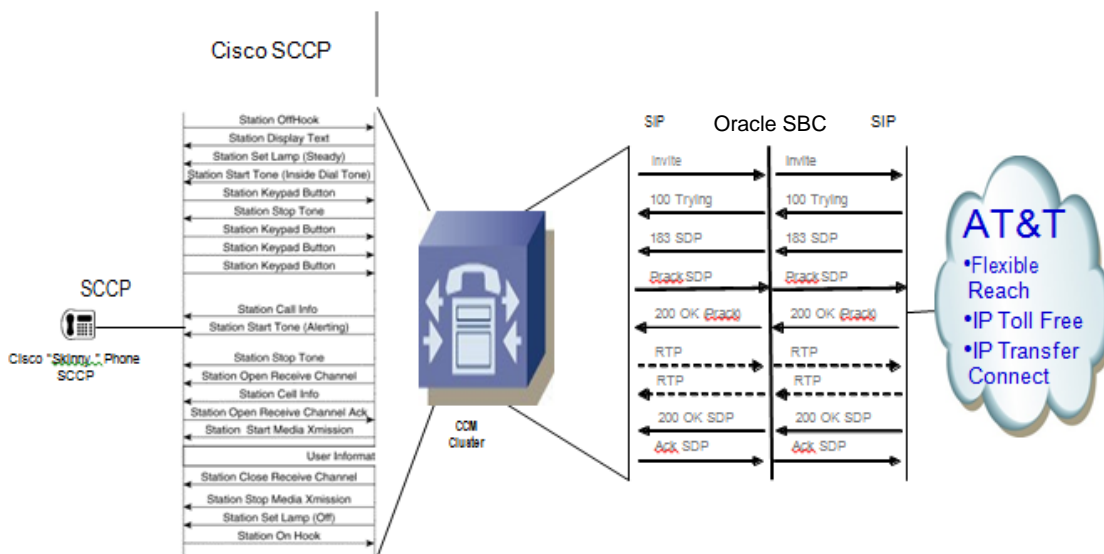 Cisco SCCP
Station OffHook
Station Display Text
Station Set Lamp (Steady)
Station Start Tone (Inside Dial Tone)
Station Keypad Button
Station Stop Tone
Station Keypad Button
Station Keypad Button
Station Keypad Button
Station Call Info
Station Start Tone (Alerting)
Station Stop Tone
Station Open Receive Channel
Station Cell Info
Station Open Receive Channel Ack
Station Start Media Xmission
User Informat
Station Close Receive Channel
Station Stop Media Xmission
Station Set Lamp (Off)
Station On Hook
SCCP
Cisco "Skinny " Phone
SCCP
CCM
Cluster
SIP
Oracle SBC
SIP
Invite
Invite
100 Trying
100 Trying
183 SDP
183 SDP
Prack SDP
Prack SDP
200 OK (Prack)
200 OK (Prack)
RTP
RTP
RTP
RTP
200 OK SDP
200 OK SDP
Ack SDP
Ack SDP
AT&T
•Flexible
Reach
•IP Toll Free
•IP Transfer
Connect